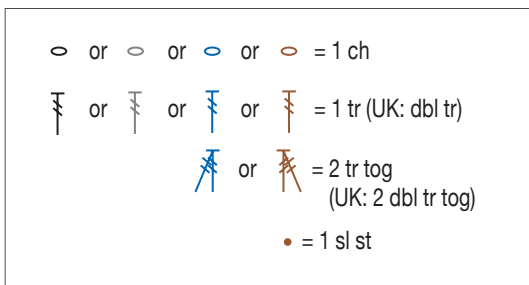 or or or = 1 ch
or or or = 1 tr (UK: dbl tr)
or = 2 tr tog
(UK: 2 dbl tr tog)
= 1 sl st